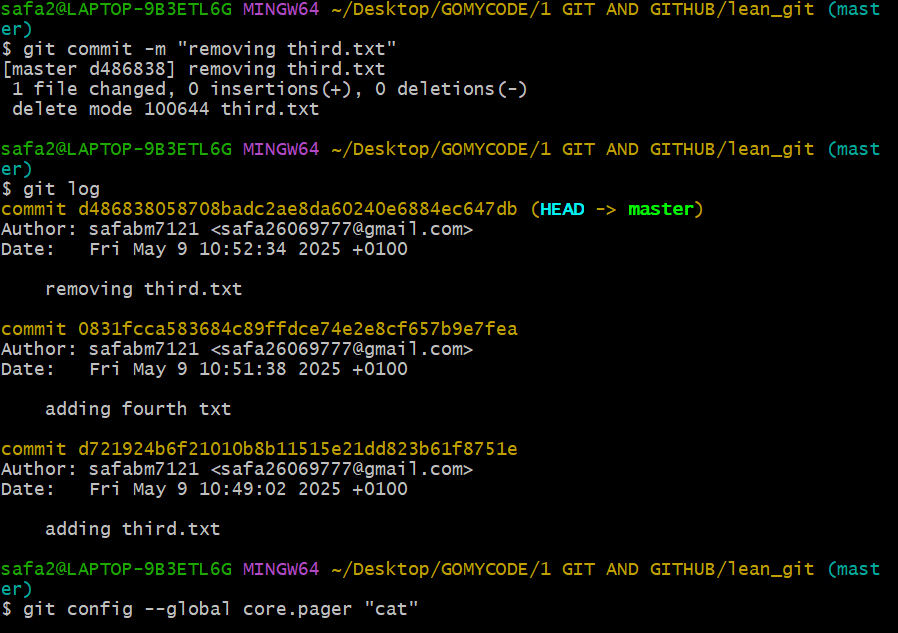 safa2@LAPTOP-9B3ETL6G MINGW64 ~/Desktop/GOMYCODE/1 GIT AND GITHUB/lean_git (mast
er)
$ git commit -m "removing third.txt"
[master d486838] removing third.txt
 1 file changed, 0 insertions(+), 0 deletions(-)
 delete mode 100644 third.txt

safa2@LAPTOP-9B3ETL6G MINGW64 ~/Desktop/GOMYCODE/1 GIT AND GITHUB/lean_git (mast
er)
$ git log
commit d486838058708badc2ae8da60240e6884ec647db (HEAD -> master)
Author: safabm7121 <safa26069777@gmail.com>
Date:   Fri May 9 10:52:34 2025 +0100

    removing third.txt

commit 0831fcca583684c89ffdce74e2e8cf657b9e7fea
Author: safabm7121 <safa26069777@gmail.com>
Date:   Fri May 9 10:51:38 2025 +0100

    adding fourth txt

commit d721924b6f21010b8b11515e21dd823b61f8751e
Author: safabm7121 <safa26069777@gmail.com>
Date:   Fri May 9 10:49:02 2025 +0100

    adding third.txt

safa2@LAPTOP-9B3ETL6G MINGW64 ~/Desktop/GOMYCODE/1 GIT AND GITHUB/lean_git (mast
er)
$ git config --global core.pager "cat"